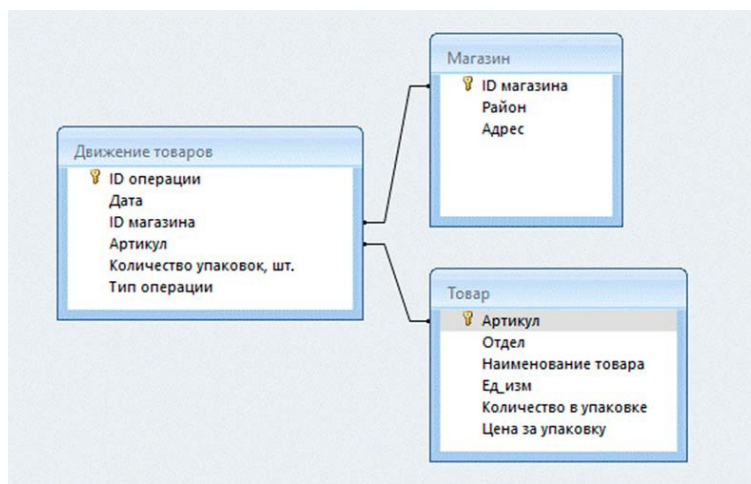 Магазин
ID магазина
Район
Адрес
Движение товаров
ID операции
Дата
ID магазина
Артикул
Количество упаковок, шт.
Тип операции
Товар
Артикул
Отдел
Наименование товара
Ед_изм
Количество в упаковке
Цена за упаковку